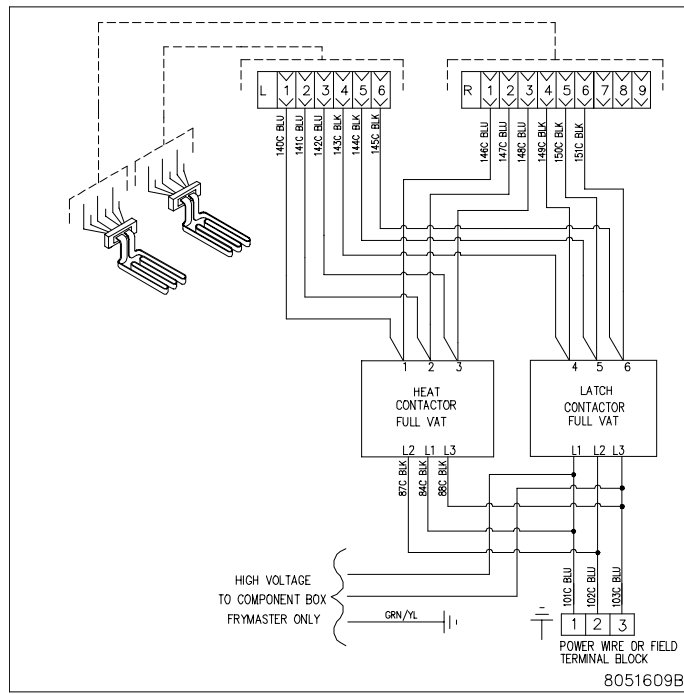 L 1 2 3 4 5 6
R 1 2 3 4 5 6 7 8 9
140C BLU
141C BLU
142C BLU
143C BLK
144C BLK
145C BLK
146C BLU
147C BLU
148C BLU
149C BLK
150C BLK
151C BLK
1 2 3
HEAT
CONTACTOR
FULL VAT
L2 L1 L3
4 5 6
LATCH
CONTACTOR
FULL VAT
L1 L2 L3
87C BLK
84C BLK
88C BLK
HIGH VOLTAGE
TO COMPONENT BOX
FRYMASTER ONLY
GRN/YL
101C BLU
102C BLU
103C BLU
1 2 3
POWER WIRE OR FIELD
TERMINAL BLOCK
8051609B